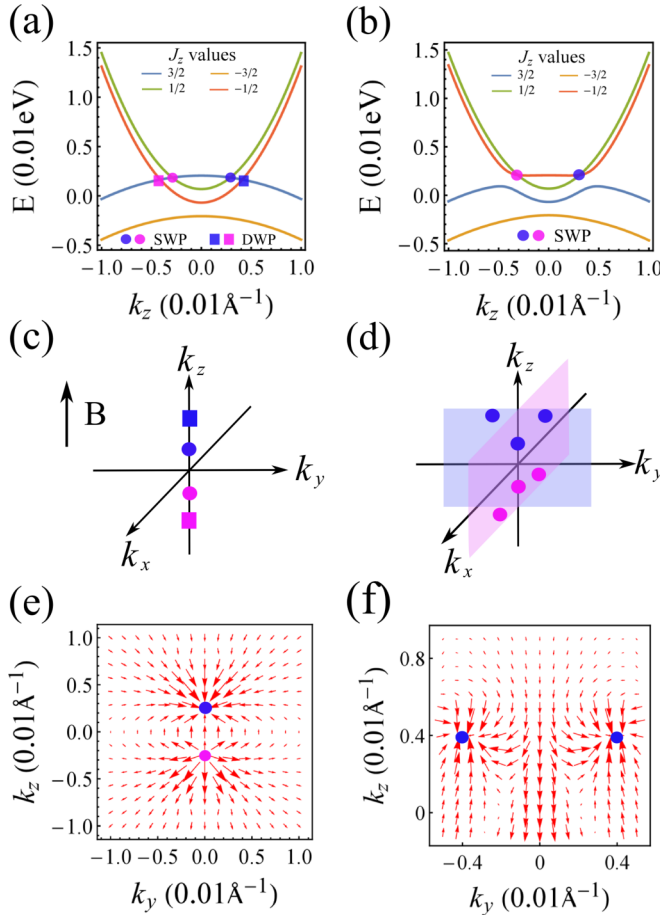 (a)
J_z values
3/2 −3/2
1/2 −1/2
E (0.01eV)
1.5
1.0
0.5
0.0
-0.5
SWP DWP
-1.0 -0.5 0.0 0.5 1.0
k_z (0.01Å⁻¹)
(b)
J_z values
3/2 −3/2
1/2 −1/2
E (0.01eV)
1.5
1.0
0.5
0.0
-0.5
SWP
-1.0 -0.5 0.0 0.5 1.0
k_z (0.01Å⁻¹)
(c)
B
k_z
k_y
k_x
(d)
k_z
k_y
k_x
(e)
k_z (0.01Å⁻¹)
1.0
0.5
0.0
-0.5
-1.0
-1.0 -0.5 0.0 0.5 1.0
k_y (0.01Å⁻¹)
(f)
k_z (0.01Å⁻¹)
0.8
0.4
0
-0.4 0 0.4
k_y (0.01Å⁻¹)